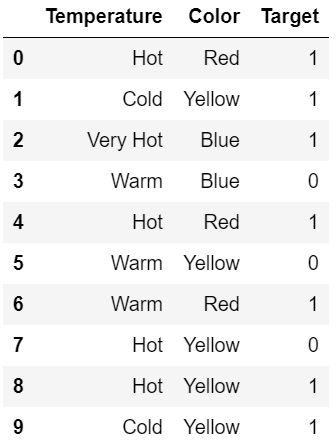 Temperature Color Target
0 Hot Red 1
1 Cold Yellow 1
2 Very Hot Blue 1
3 Warm Blue 0
4 Hot Red 1
5 Warm Yellow 0
6 Warm Red 1
7 Hot Yellow 0
8 Hot Yellow 1
9 Cold Yellow 1